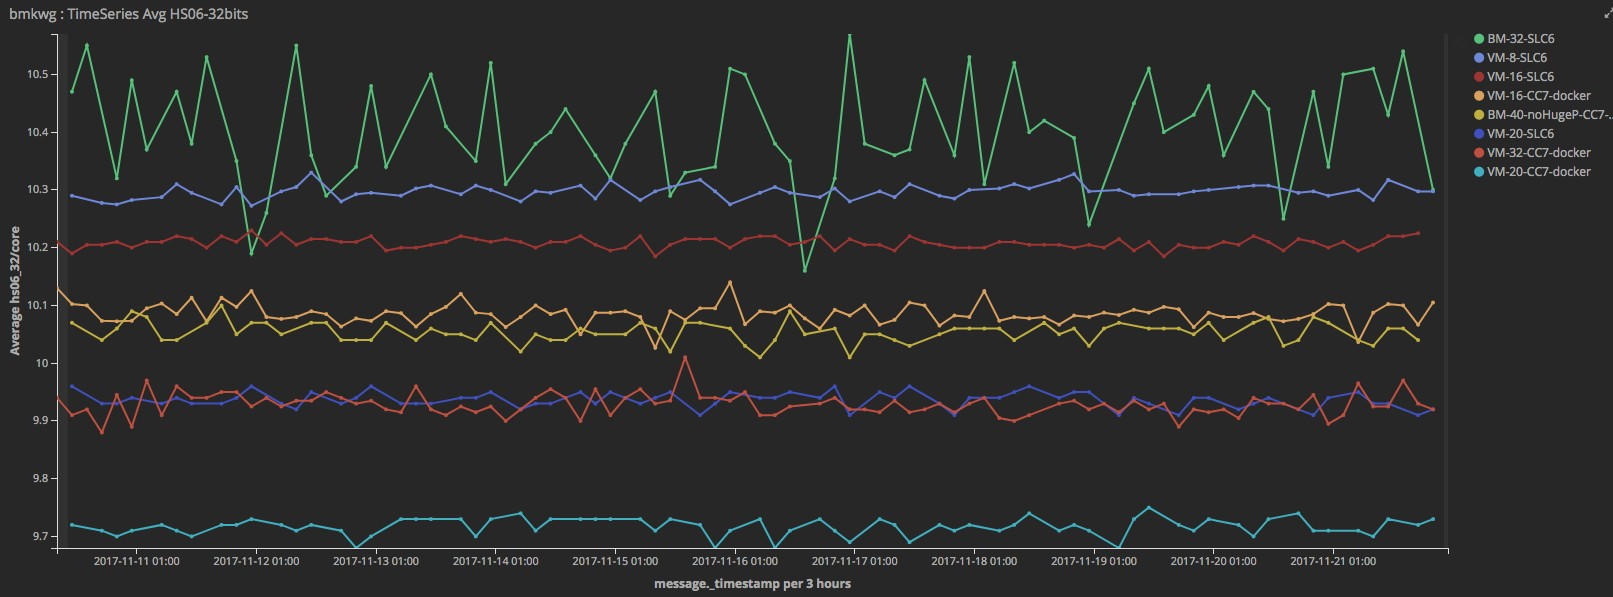 bmkwg : TimeSeries Avg HS06-32bits
BM-32-SLC6
VM-8-SLC6
VM-16-SLC6
VM-16-CC7-docker
BM-40-noHugeP-CC7-..
VM-20-SLC6
VM-32-CC7-docker
VM-20-CC7-docker
Average hs06_32/core
10.5
10.4
10.3
10.2
10.1
10
9.9
9.8
9.7
2017-11-11 01:00 2017-11-12 01:00 2017-11-13 01:00 2017-11-14 01:00 2017-11-15 01:00 2017-11-16 01:00 2017-11-17 01:00 2017-11-18 01:00 2017-11-19 01:00 2017-11-20 01:00 2017-11-21 01:00
message._timestamp per 3 hours